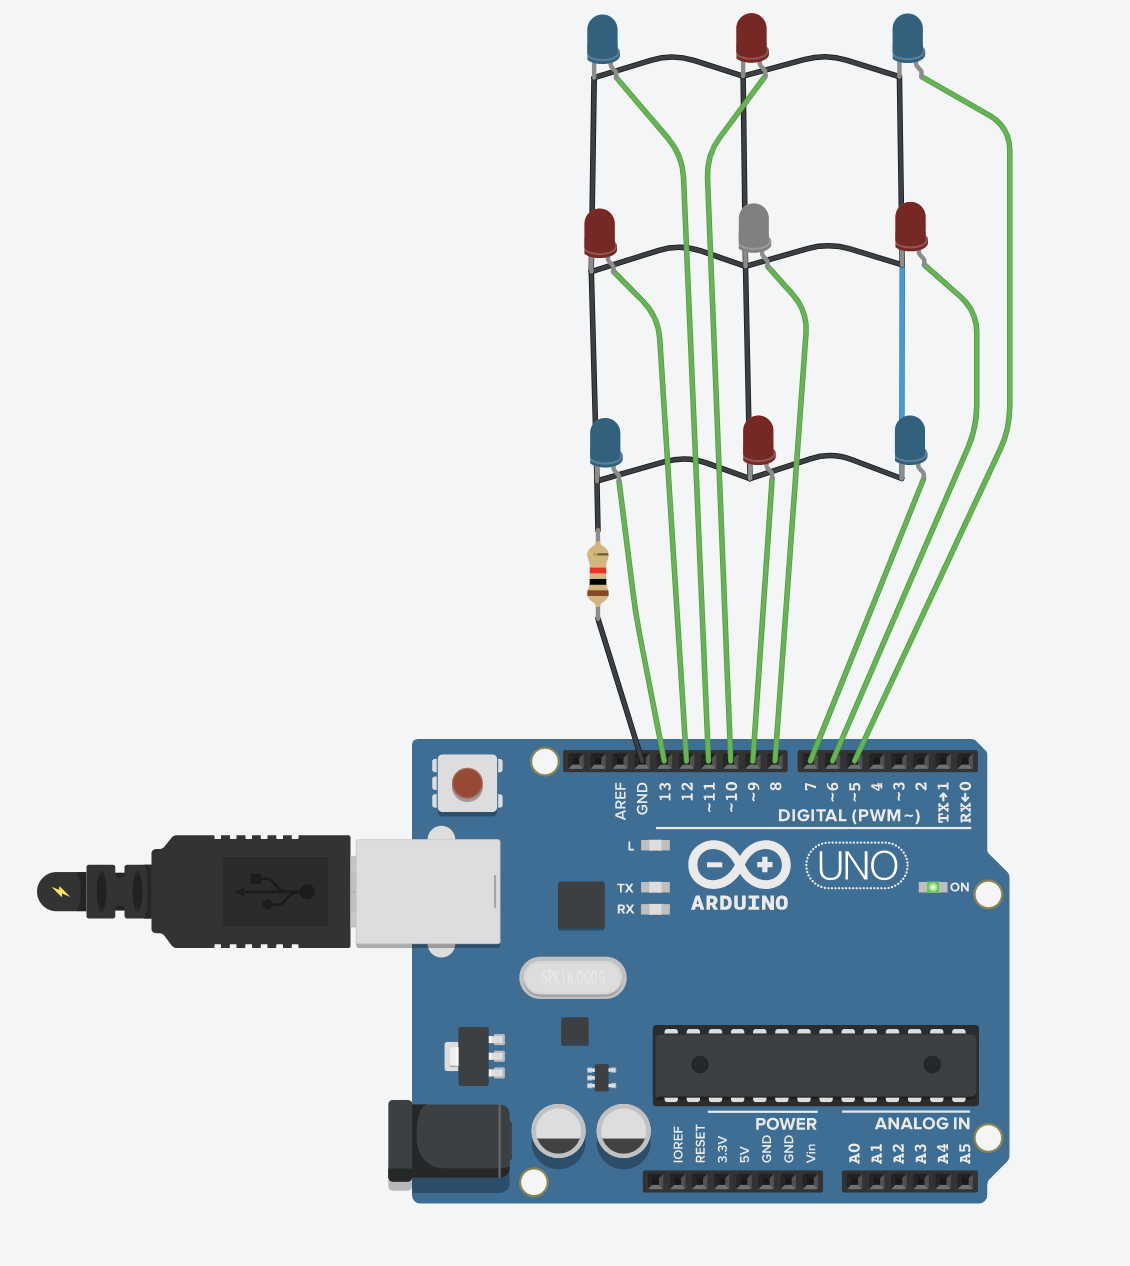 AREF
GND
13
12
~11
~10
~9
8
7
~6
~5
4
~3
2
TX→1
RX←0
DIGITAL (PWM~)
L
TX
RX
UNO
ON
ARDUINO
SPK16.000G
POWER
ANALOG IN
IOREF
RESET
3.3V
5V
GND
GND
Vin
A0
A1
A2
A3
A4
A5